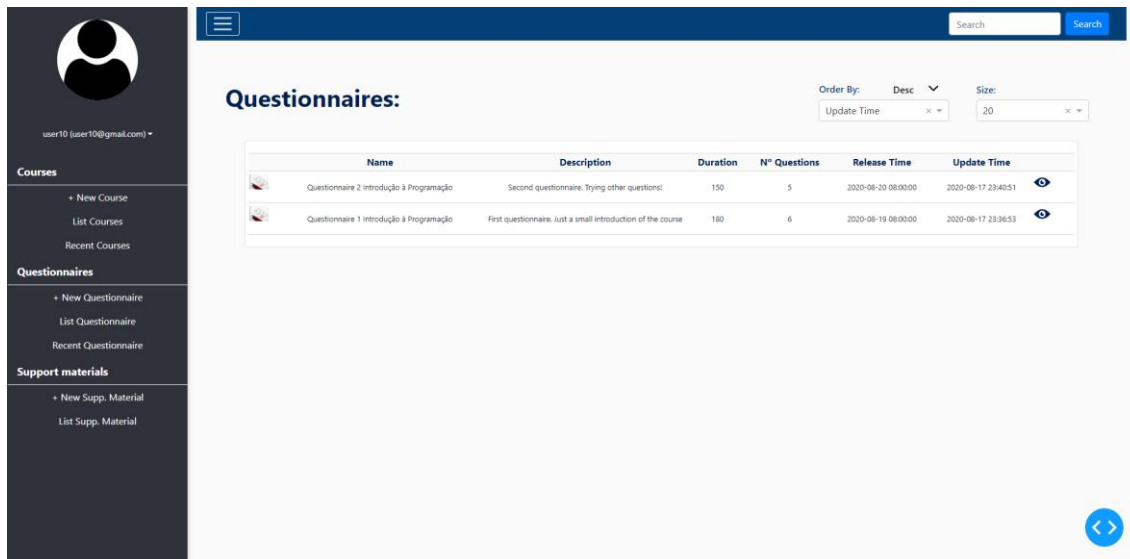 Search
Search
Questionnaires:
Order By: Desc
Size:
Update Time
20
user10 (user10@gmail.com)
Courses
+ New Course
List Courses
Recent Courses
Questionnaires
+ New Questionnaire
List Questionnaire
Recent Questionnaire
Support materials
+ New Supp. Material
List Supp. Material
Name Description Duration Nº Questions Release Time Update Time
Questionnaire 2 Introdução à Programação Second questionnaire. Trying other questions! 150 5 2020-08-20 08:00:00 2020-08-17 23:40:51
Questionnaire 1 Introdução à Programação First questionnaire. Just a small introduction of the course 180 6 2020-08-19 08:00:00 2020-08-17 23:36:53